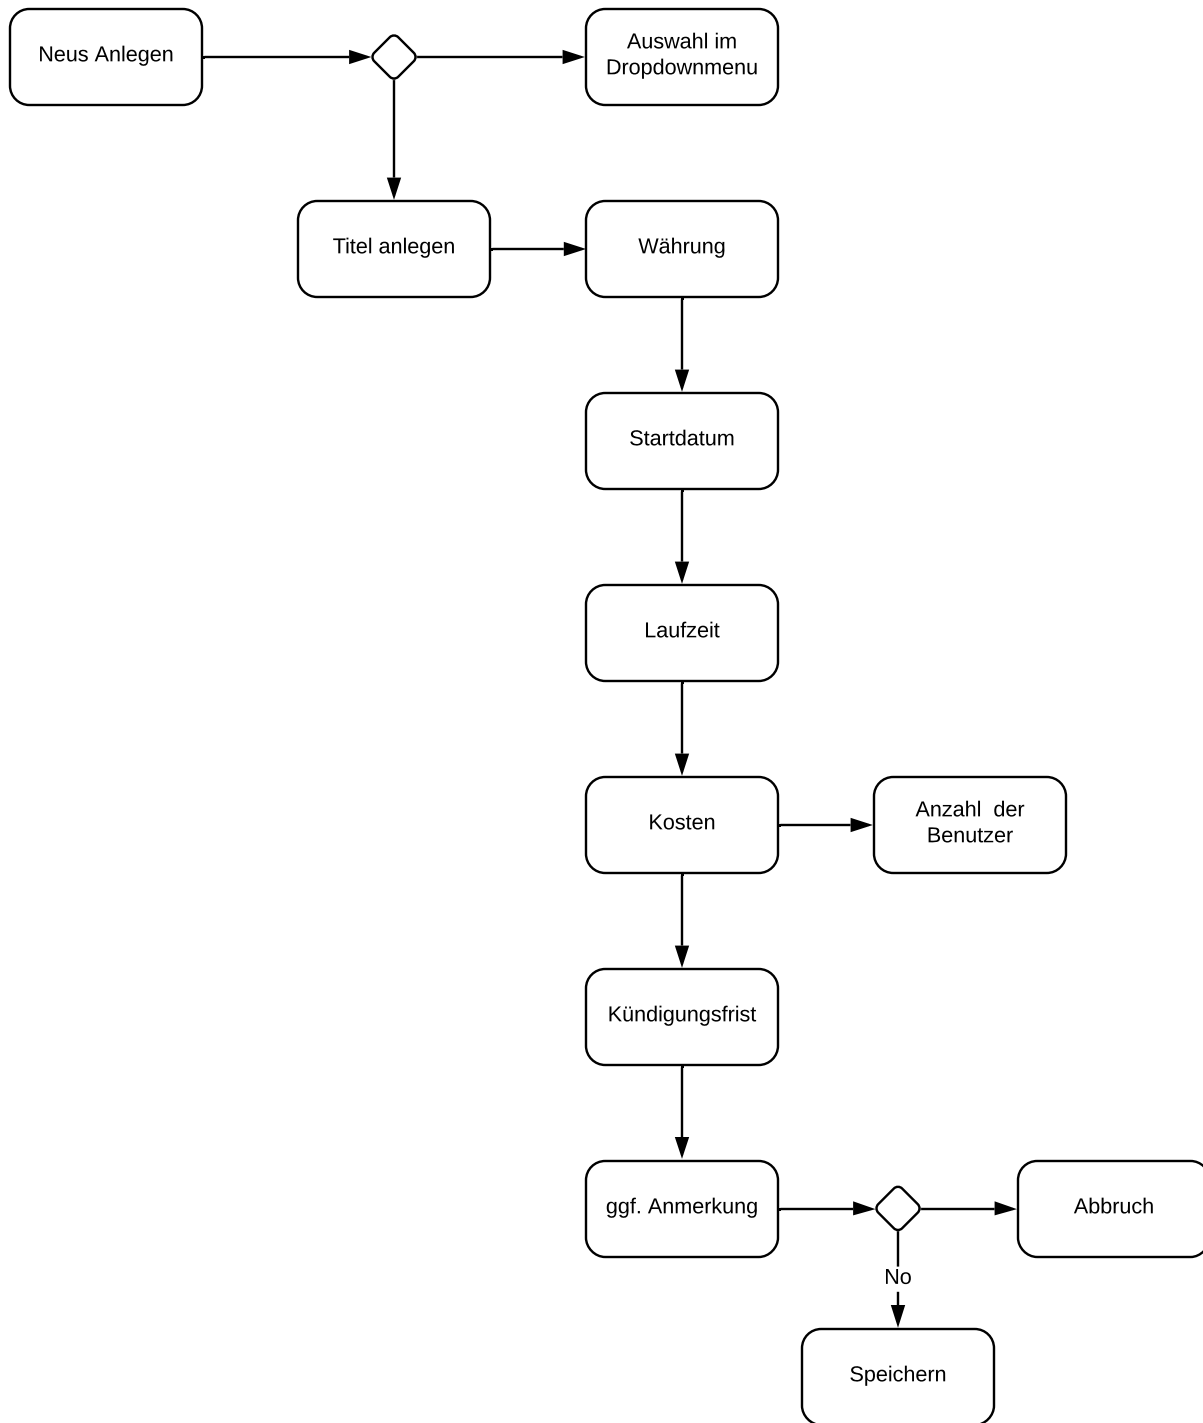 Neus Anlegen
Auswahl im
Dropdownmenu
Titel anlegen
Währung
Startdatum
Laufzeit
Kosten
Anzahl  der
Benutzer
Kündigungsfrist
ggf. Anmerkung
Abbruch
No
Speichern